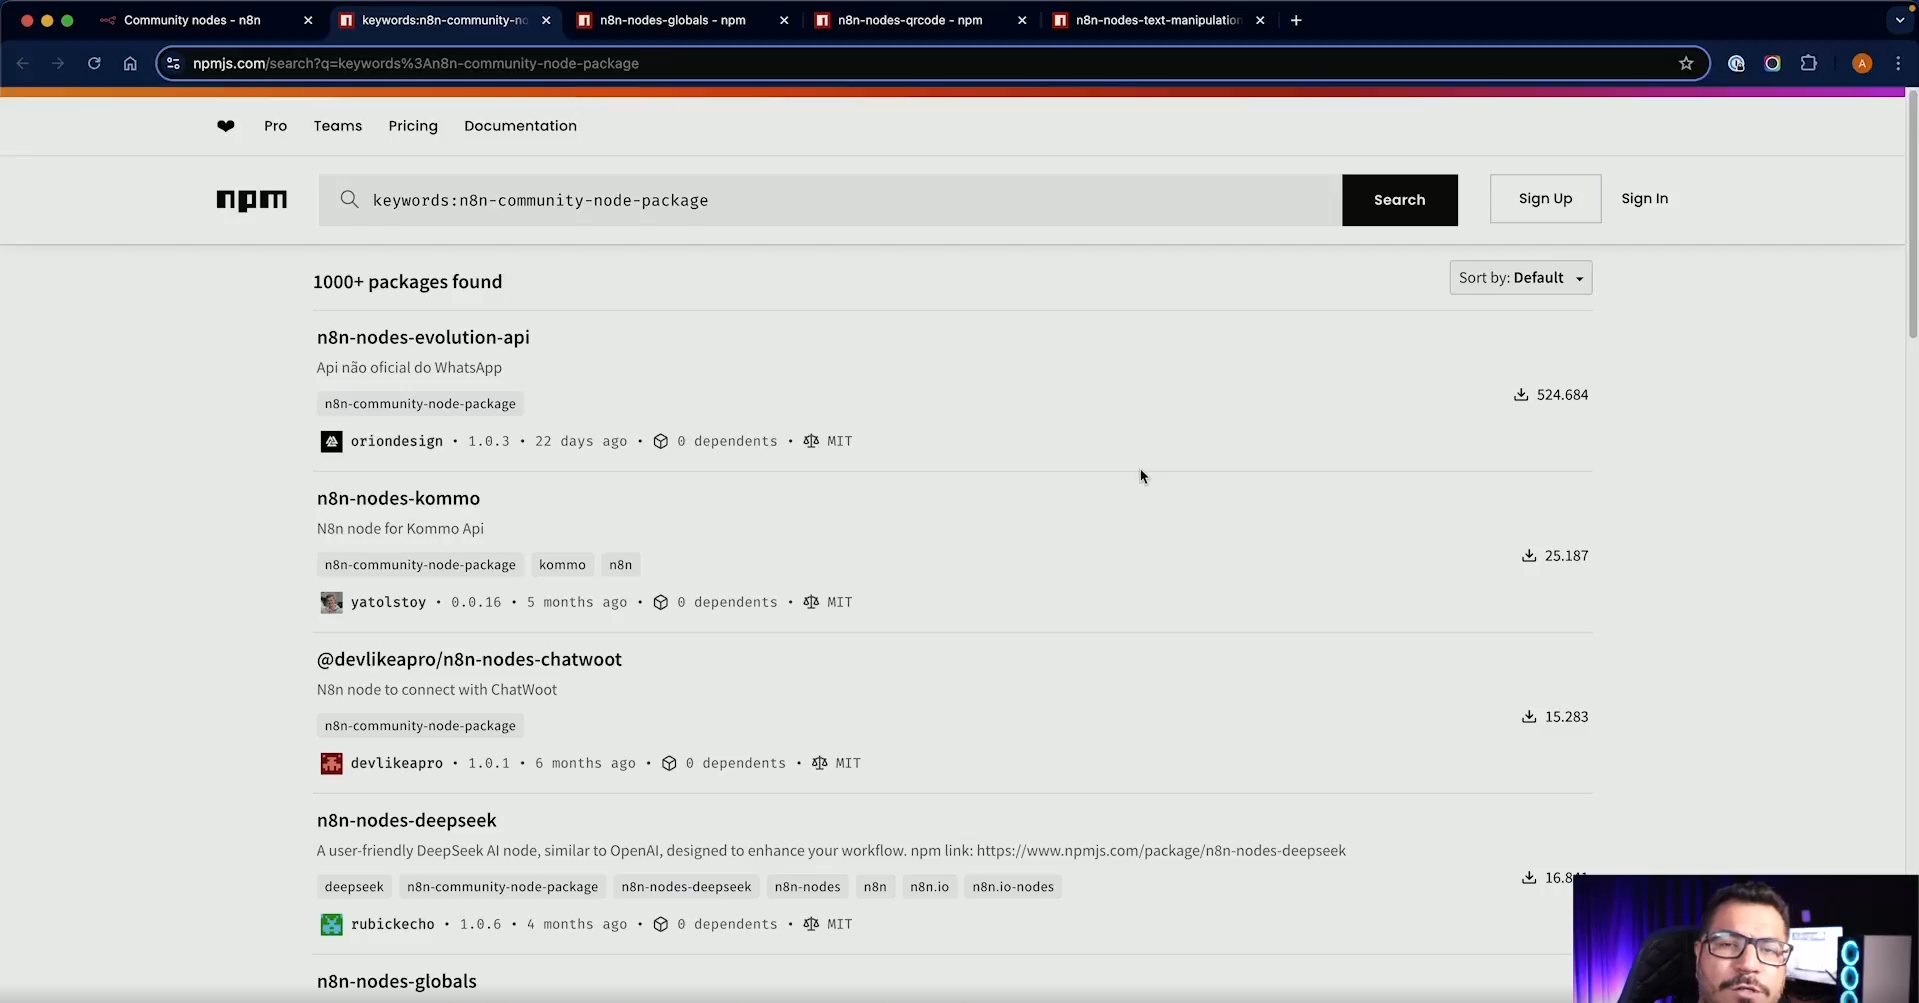 Community nodes - n8n
keywords:n8n-community-no
n8n-nodes-globals - npm
n8n-nodes-qrcode - npm
n8n-nodes-text-manipulation
npmjs.com/search?q=keywords%3An8n-community-node-package
A
Pro Teams Pricing Documentation
npm
keywords:n8n-community-node-package
Search
Sign Up
Sign In
1000+ packages found
Sort by: Default
n8n-nodes-evolution-api
Api não oficial do WhatsApp
n8n-community-node-package
524.684
oriondesign • 1.0.3 • 22 days ago • 0 dependents • MIT
n8n-nodes-kommo
N8n node for Kommo Api
n8n-community-node-package kommo n8n
25.187
yatolstoy • 0.0.16 • 5 months ago • 0 dependents • MIT
@devlikeapro/n8n-nodes-chatwoot
N8n node to connect with ChatWoot
n8n-community-node-package
15.283
devlikeapro • 1.0.1 • 6 months ago • 0 dependents • MIT
n8n-nodes-deepseek
A user-friendly DeepSeek AI node, similar to OpenAI, designed to enhance your workflow. npm link: https://www.npmjs.com/package/n8n-nodes-deepseek
deepseek n8n-community-node-package n8n-nodes-deepseek n8n-nodes n8n n8n.io n8n.io-nodes
rubickecho • 1.0.6 • 4 months ago • 0 dependents • MIT
n8n-nodes-globals